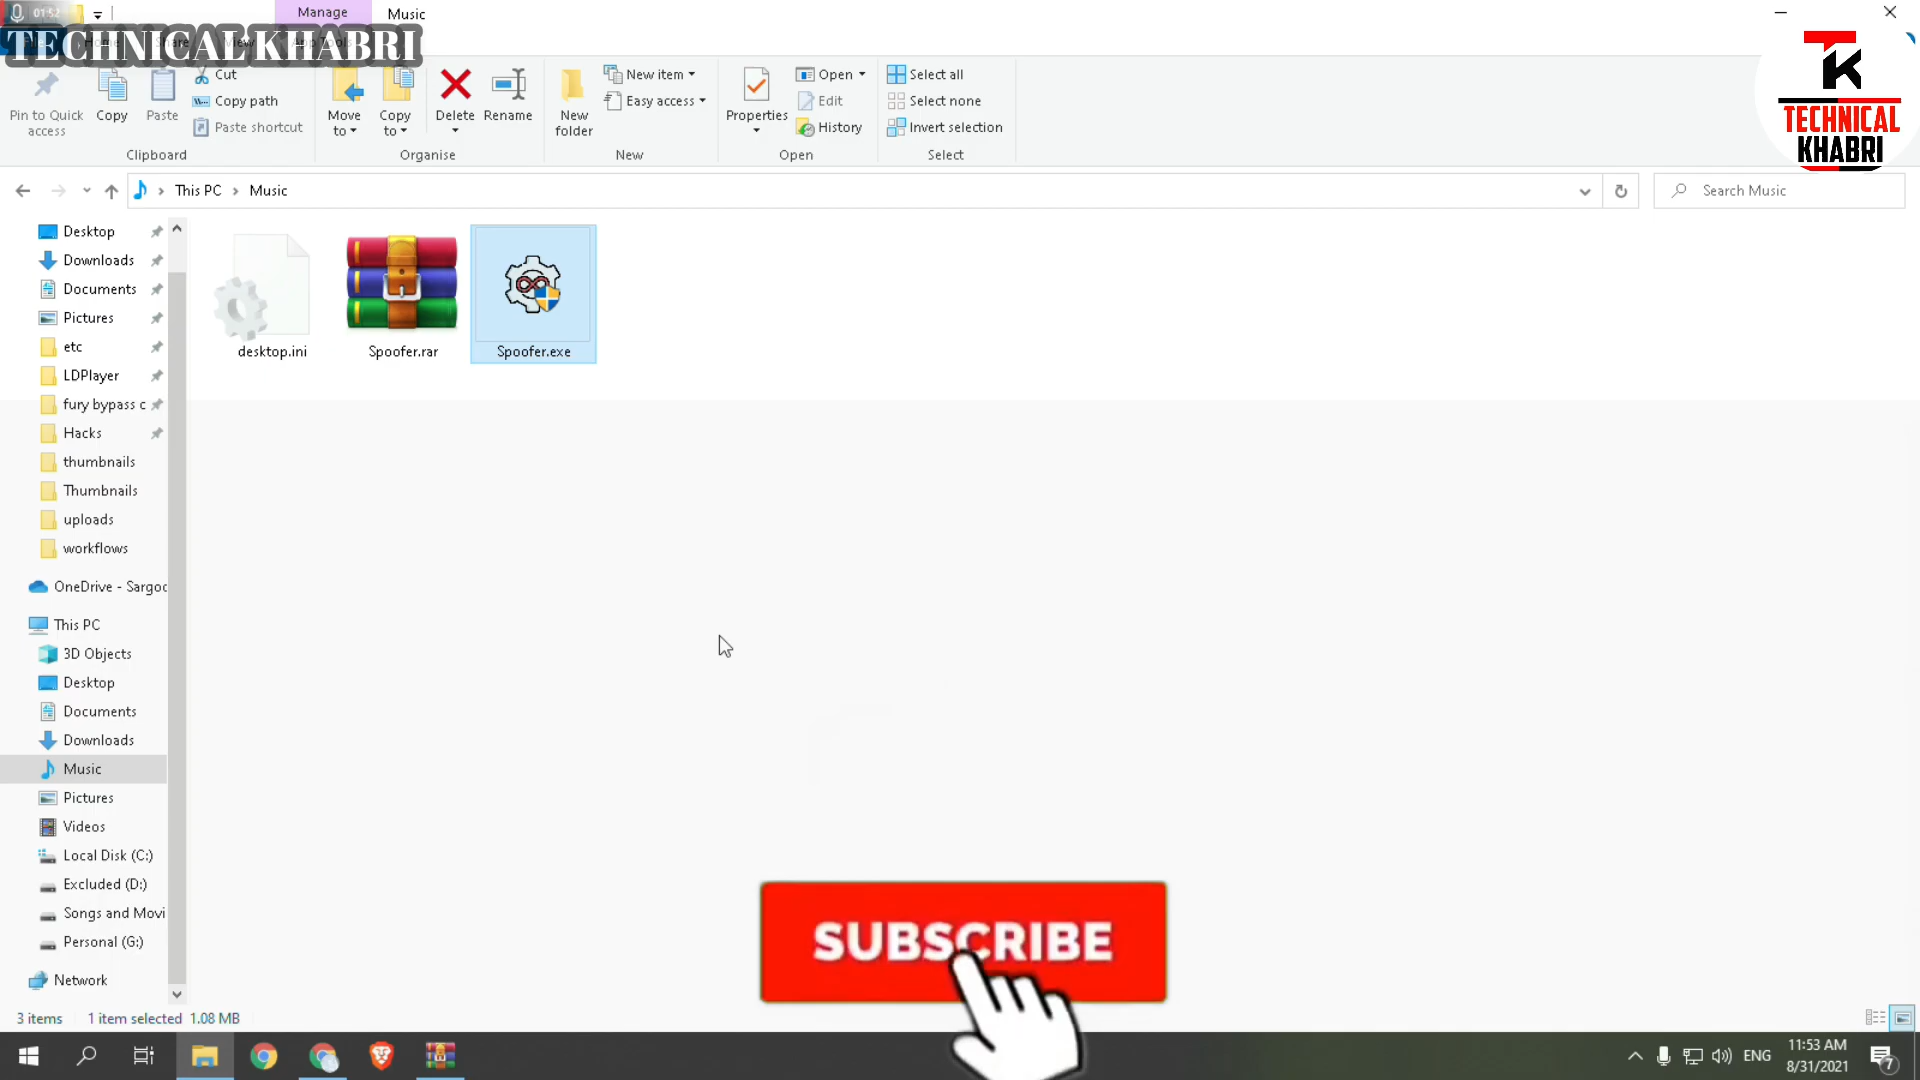 01:52
Manage
Music
TECHNICAL KHABRI
Pin to Quick access
Copy
Paste
Cut
Copy path
Paste shortcut
Clipboard
Move to
Copy to
Delete
Rename
Organise
New folder
New item
Easy access
New
Properties
Open
Edit
History
Open
Select all
Select none
Invert selection
Select
TK
TECHNICAL
KHABRI
This PC
Music
Search Music
Desktop
Downloads
Documents
Pictures
etc
LDPlayer
fury bypass c
Hacks
thumbnails
Thumbnails
uploads
workflows
OneDrive - Sargoc
This PC
3D Objects
Desktop
Documents
Downloads
Music
Pictures
Videos
Local Disk (C:)
Excluded (D:)
Songs and Movi
Personal (G:)
Network
desktop.ini
Spoofer.rar
Spoofer.exe
SUBSCRIBE
3 items
1 item selected 1.08 MB
ENG
11:53 AM
8/31/2021
7